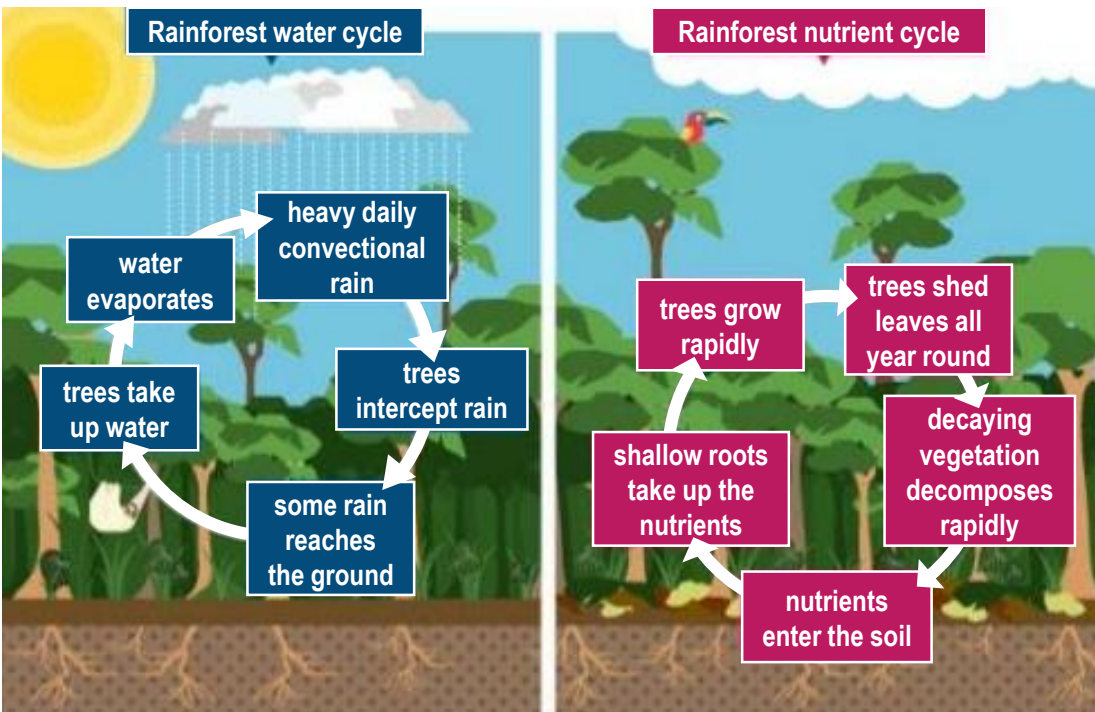 Rainforest water cycle
heavy daily
convectional
rain
trees
intercept rain
some rain
reaches
the ground
trees take
up water
water
evaporates
Rainforest nutrient cycle
trees grow
rapidly
trees shed
leaves all
year round
decaying
vegetation
decomposes
rapidly
nutrients
enter the soil
shallow roots
take up the
nutrients